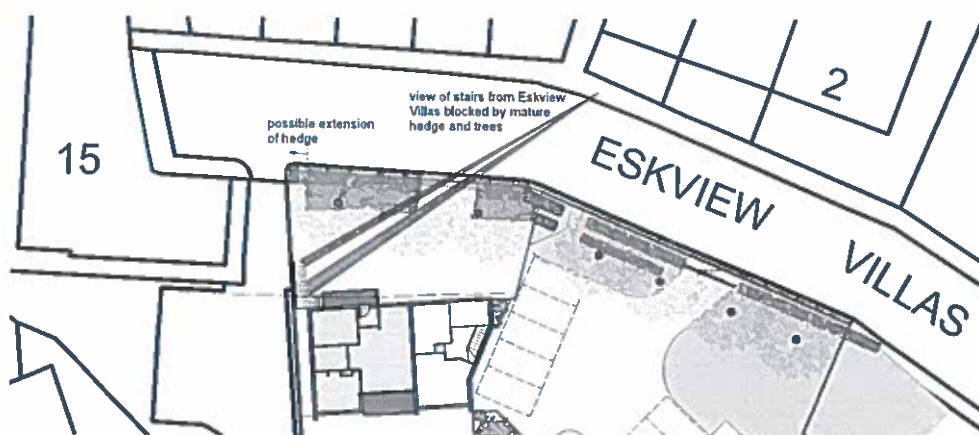 view of stairs from Eskview
Villas blocked by mature
hedge and trees
possible extension
of hedge
2
15
ESKVIEW
VILLAS